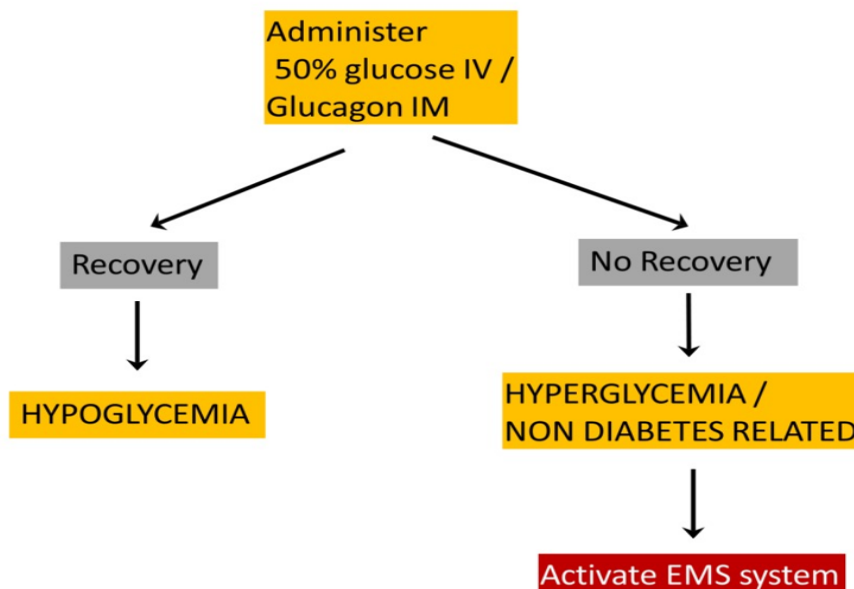 Administer
50% glucose IV /
Glucagon IM
Recovery
No Recovery
HYPOGLYCEMIA
HYPERGLYCEMIA /
NON DIABETES RELATED
Activate EMS system